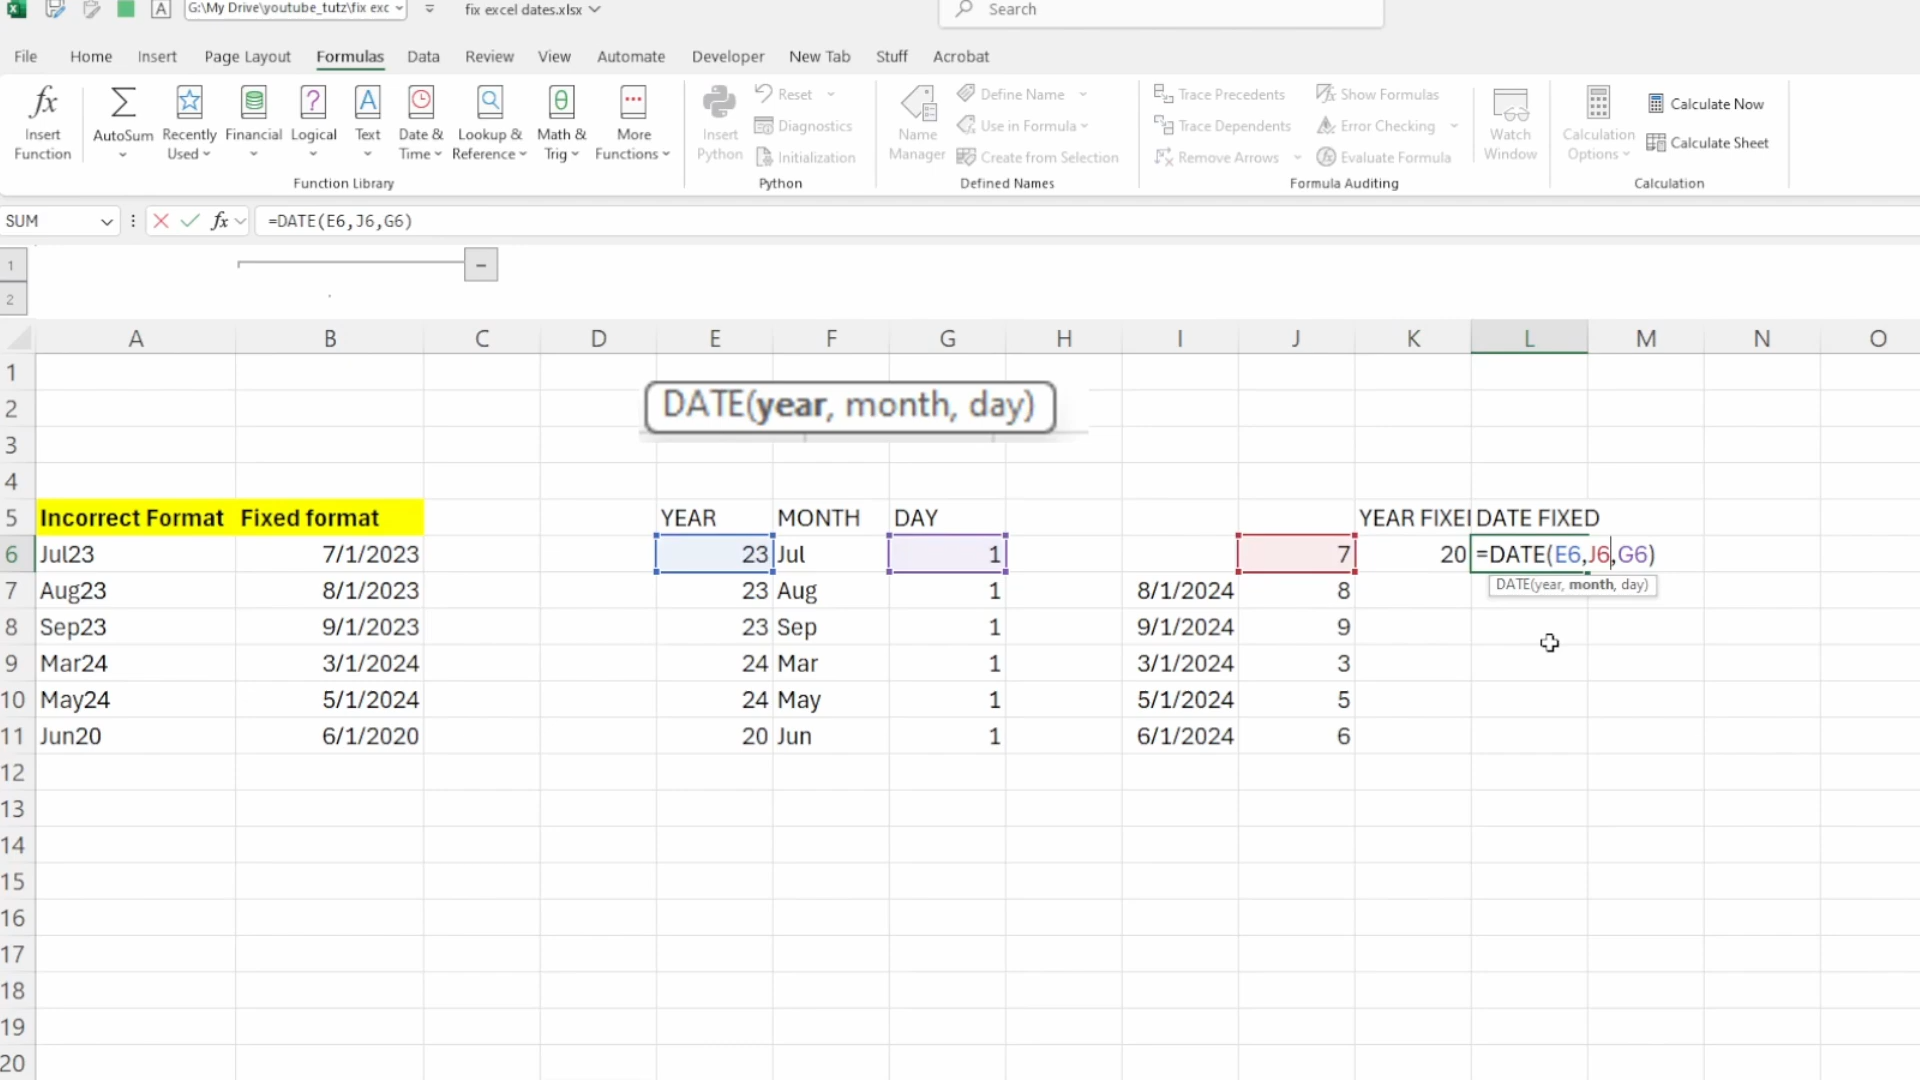 G:\My Drive\youtube_tutz\fix exc
fix excel dates.xlsx
Search
File Home Insert Page Layout Formulas Data Review View Automate Developer New Tab Stuff Acrobat
Insert Function
AutoSum
Recently Used
Financial
Logical
Text
Date & Time
Lookup & Reference
Math & Trig
More Functions
Function Library
Insert Python
Reset
Diagnostics
Initialization
Python
Name Manager
Define Name
Use in Formula
Create from Selection
Defined Names
Trace Precedents
Trace Dependents
Remove Arrows
Show Formulas
Error Checking
Evaluate Formula
Formula Auditing
Watch Window
Calculation Options
Calculate Now
Calculate Sheet
Calculation
SUM fx =DATE(E6,J6,G6)
1
2
A B C D E F G H I J K L M N O
1
2 DATE(year, month, day)
3
4
5 Incorrect Format Fixed format YEAR MONTH DAY YEAR FIXE DATE FIXED
6 Jul23 7/1/2023 23 Jul 1 7 20 =DATE(E6,J6,G6)
DATE(year, month, day)
7 Aug23 8/1/2023 23 Aug 1 8/1/2024 8
8 Sep23 9/1/2023 23 Sep 1 9/1/2024 9
9 Mar24 3/1/2024 24 Mar 1 3/1/2024 3
10 May24 5/1/2024 24 May 1 5/1/2024 5
11 Jun20 6/1/2020 20 Jun 1 6/1/2024 6
12
13
14
15
16
17
18
19
20